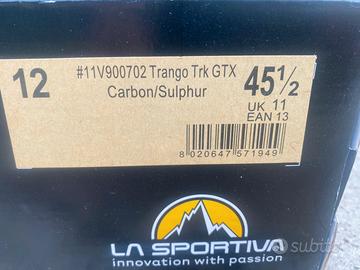 12
#11V900702 Trango Trk GTX
Carbon/Sulphur
45½
UK 11
EAN 13
8 020647 571949
LA SPORTIVA
innovation with passion
subito